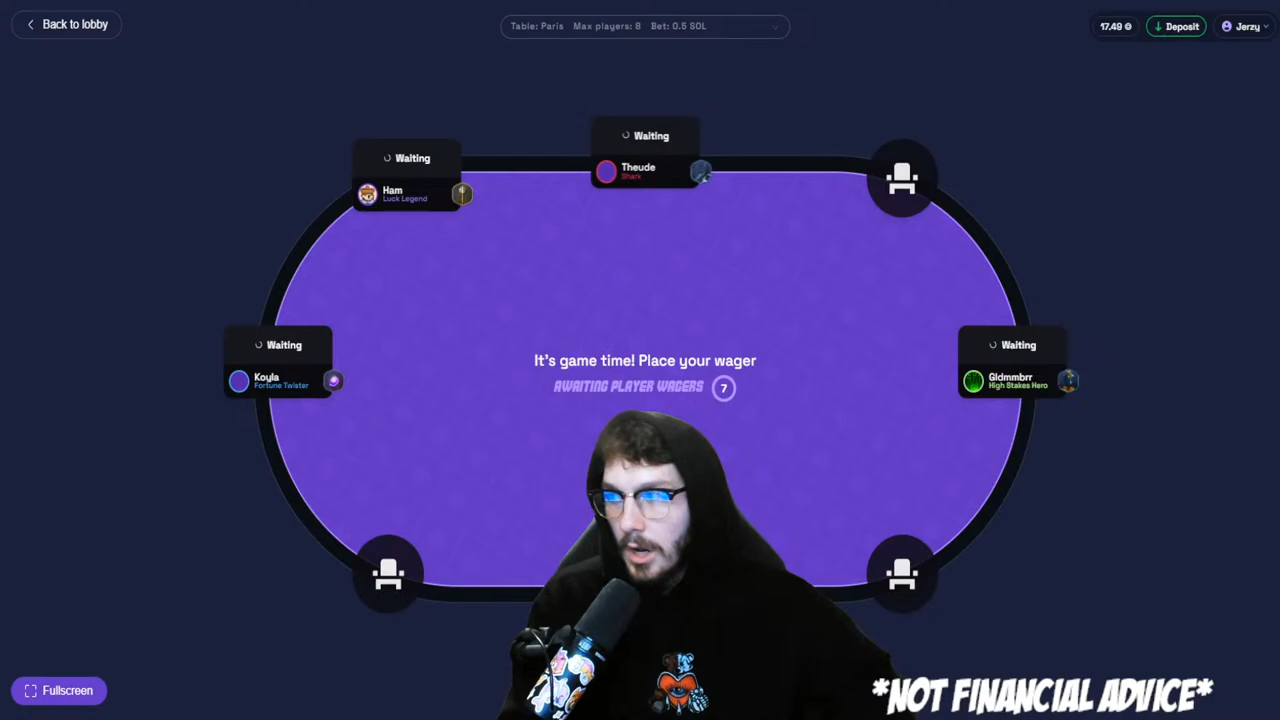 Back to lobby
Table: Paris Max players: 8 Bet: 0.5 SOL
17.49
Deposit
Jerzy
Waiting
Theude
Shark
Waiting
Ham
Luck Legend
Waiting
Koyla
Fortune Twister
Waiting
Gldmmbrr
High Stakes Hero
It's game time! Place your wager
AWAITING PLAYER WAGERS 7
Fullscreen
*NOT FINANCIAL ADVICE*